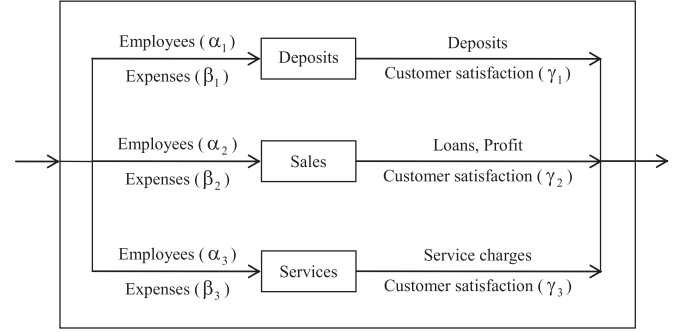 Employees (α₁)
Deposits
Deposits
Expenses (β₁)
Customer satisfaction (γ₁)
Employees (α₂)
Sales
Loans, Profit
Expenses (β₂)
Customer satisfaction (γ₂)
Employees (α₃)
Services
Service charges
Expenses (β₃)
Customer satisfaction (γ₃)